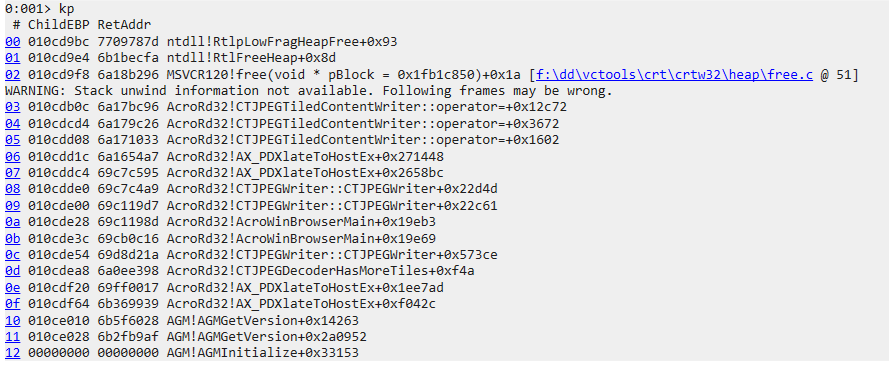 0:001> kp
# ChildEBP RetAddr
00 010cd9bc 7709787d ntdll!RtlpLowFragHeapFree+0x93
01 010cd9e4 6b1becfa ntdll!RtlFreeHeap+0x8d
02 010cd9f8 6a18b296 MSVCR120!free(void * pBlock = 0x1fb1c850)+0x1a [f:\dd\vctools\crt\crtw32\heap\free.c @ 51]
WARNING: Stack unwind information not available. Following frames may be wrong.
03 010cdb0c 6a17bc96 AcroRd32!CTJPEGTiledContentWriter::operator=+0x12c72
04 010cdcd4 6a179c26 AcroRd32!CTJPEGTiledContentWriter::operator=+0x3672
05 010cdd08 6a171033 AcroRd32!CTJPEGTiledContentWriter::operator=+0x1602
06 010cdd1c 6a1654a7 AcroRd32!AX_PDXlateToHostEx+0x271448
07 010cddc4 69c7c595 AcroRd32!AX_PDXlateToHostEx+0x2658bc
08 010cdde0 69c7c4a9 AcroRd32!CTJPEGWriter::CTJPEGWriter+0x22d4d
09 010cde00 69c119d7 AcroRd32!CTJPEGWriter::CTJPEGWriter+0x22c61
0a 010cde28 69c1198d AcroRd32!AcroWinBrowserMain+0x19eb3
0b 010cde3c 69cb0c16 AcroRd32!AcroWinBrowserMain+0x19e69
0c 010cde54 69d8d21a AcroRd32!CTJPEGWriter::CTJPEGWriter+0x573ce
0d 010cdea8 6a0ee398 AcroRd32!CTJPEGDecoderHasMoreTiles+0xf4a
0e 010cdf20 69ff0017 AcroRd32!AX_PDXlateToHostEx+0x1ee7ad
0f 010cdf64 6b369939 AcroRd32!AX_PDXlateToHostEx+0xf042c
10 010ce010 6b5f6028 AGM!AGMGetVersion+0x14263
11 010ce028 6b2fb9af AGM!AGMGetVersion+0x2a0952
12 00000000 00000000 AGM!AGMInitialize+0x33153